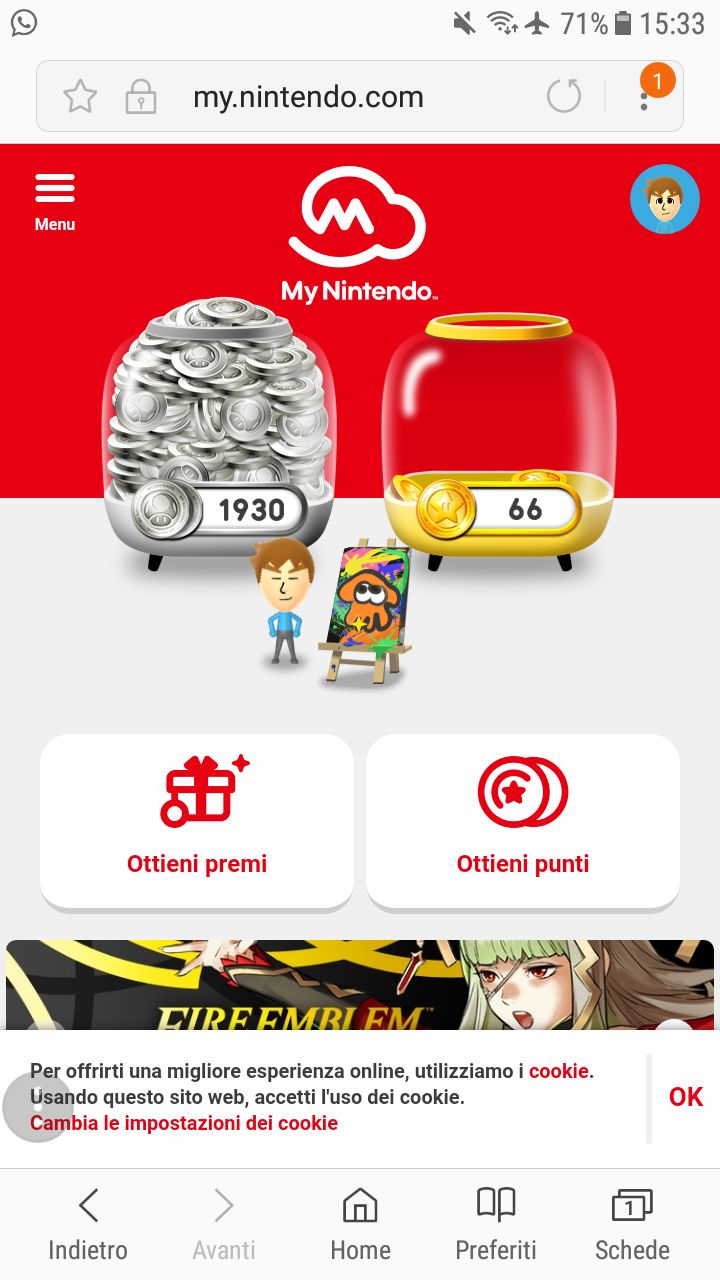 71% 15:33
my.nintendo.com
1
Menu
My Nintendo™
1930
66
Ottieni premi
Ottieni punti
FIRE EMBLEM™
Per offrirti una migliore esperienza online, utilizziamo i cookie.
Usando questo sito web, accetti l'uso dei cookie.
Cambia le impostazioni dei cookie
OK
1
Indietro
Avanti
Home
Preferiti
Schede